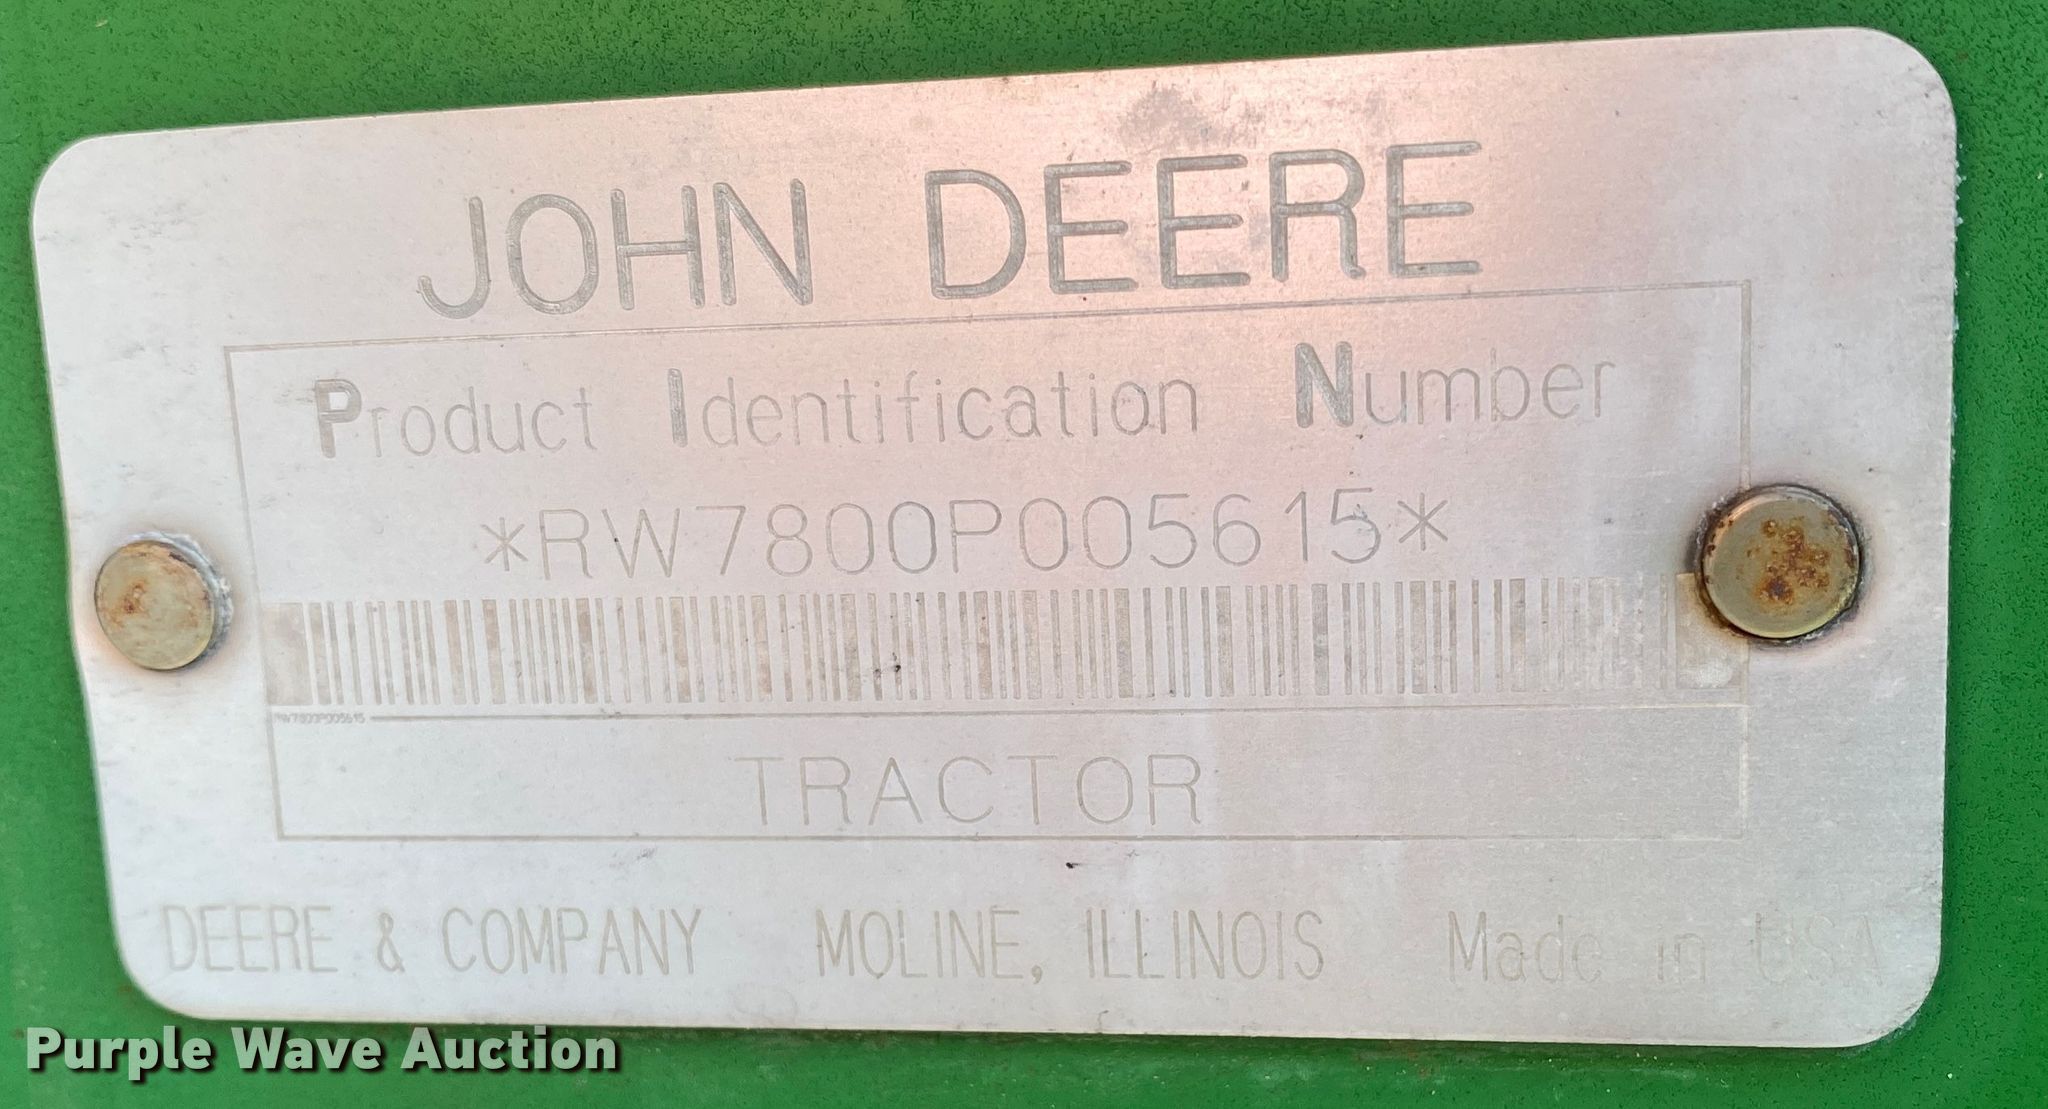 JOHN DEERE
Product Identification Number
*RW7800P005615*
RW7800P005615
TRACTOR
DEERE & COMPANY MOLINE, ILLINOIS Made in USA
Purple Wave Auction